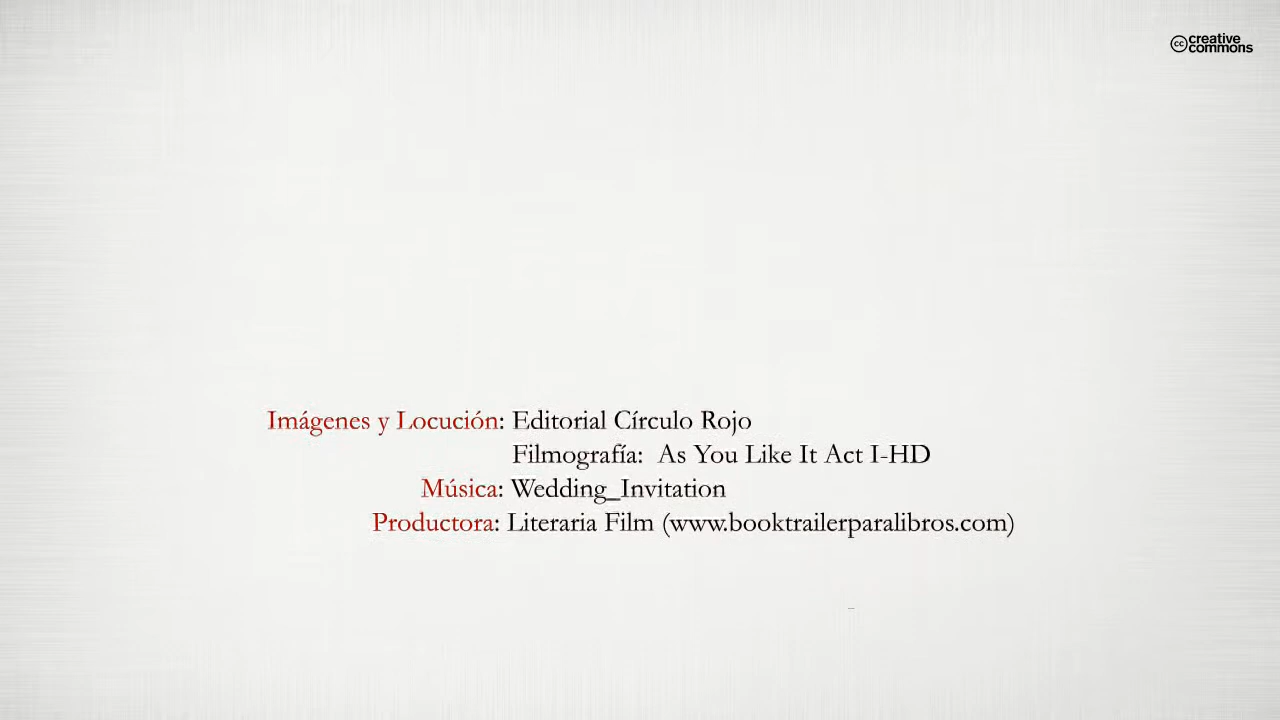 cc creative
commons
Imágenes y Locución: Editorial Círculo Rojo
Filmografía: As You Like It Act I-HD
Música: Wedding_Invitation
Productora: Literaria Film (www.booktrailerparalibros.com)